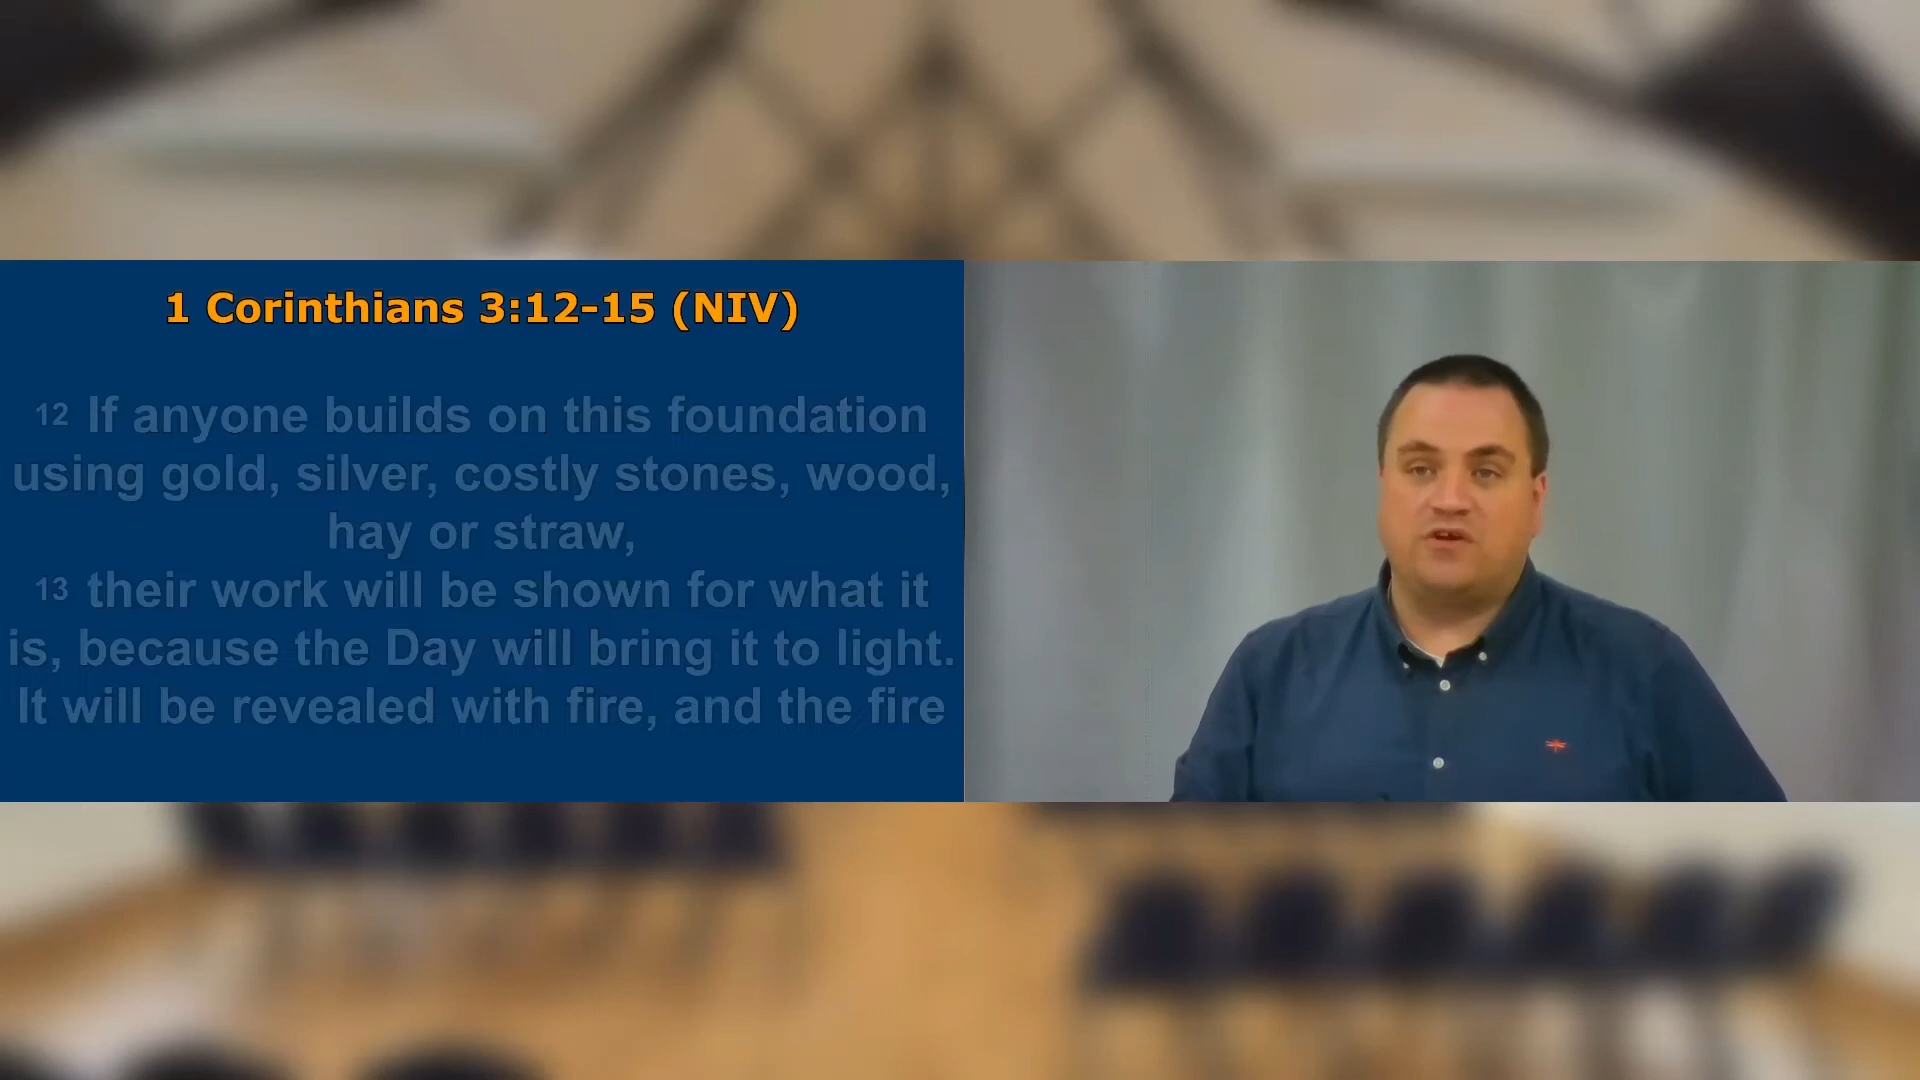 1 Corinthians 3:12-15 (NIV)
12 If anyone builds on this foundation
using gold, silver, costly stones, wood,
hay or straw,
13 their work will be shown for what it
is, because the Day will bring it to light.
It will be revealed with fire, and the fire